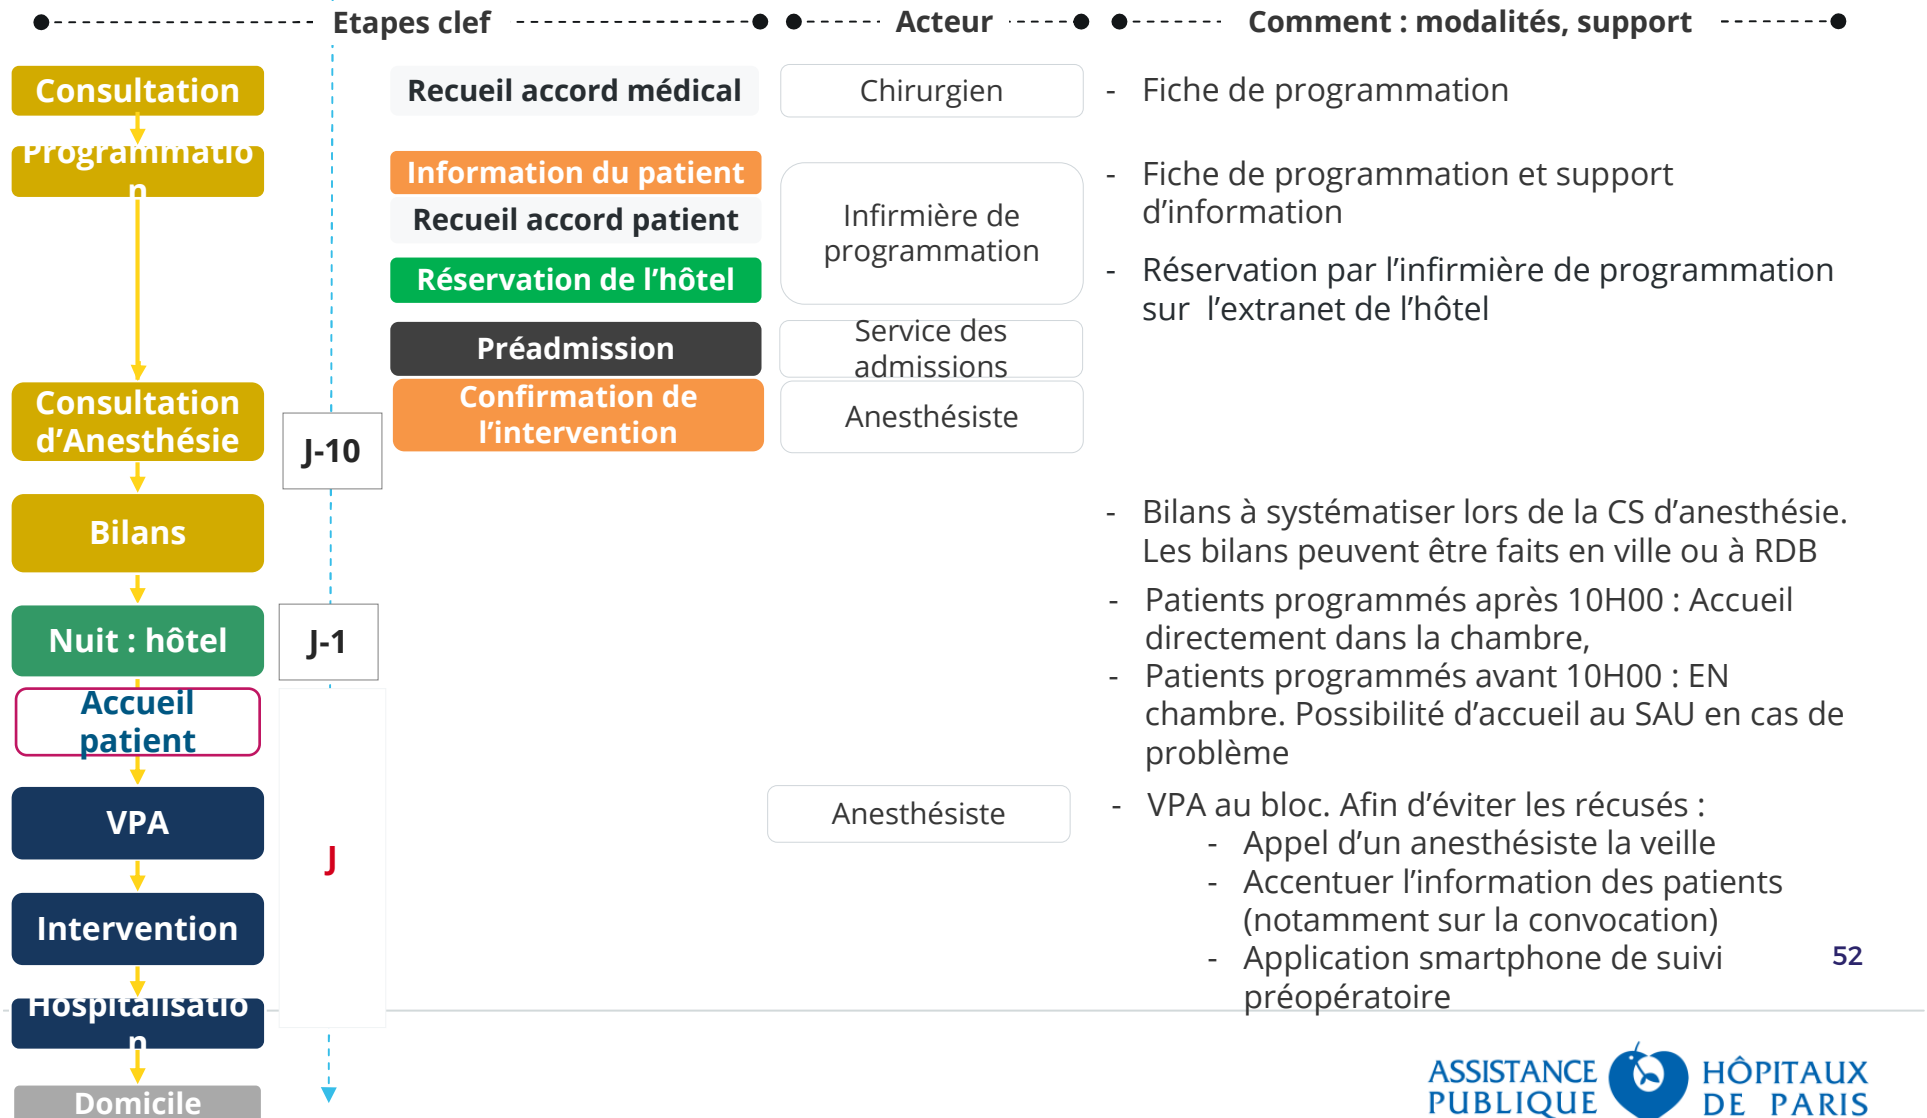 Etapes clef
Acteur
Comment : modalités, support
Consultation
Recueil accord médical
Chirurgien
- Fiche de programmation
Programmatio
n
Information du patient
Recueil accord patient
Réservation de l’hôtel
Infirmière de
programmation
- Fiche de programmation et support
d’information
- Réservation par l’infirmière de programmation
sur l’extranet de l’hôtel
Préadmission
Service des
admissions
Consultation
d’Anesthésie
J-10
Confirmation de
l’intervention
Anesthésiste
Bilans
- Bilans à systématiser lors de la CS d’anesthésie.
Les bilans peuvent être faits en ville ou à RDB
Nuit : hôtel
J-1
- Patients programmés après 10H00 : Accueil
directement dans la chambre,
- Patients programmés avant 10H00 : EN
chambre. Possibilité d’accueil au SAU en cas de
problème
Accueil
patient
VPA
J
Anesthésiste
- VPA au bloc. Afin d’éviter les récusés :
- Appel d’un anesthésiste la veille
- Accentuer l’information des patients
(notamment sur la convocation)
- Application smartphone de suivi
préopératoire
Intervention
Hospitalisatio
n
Domicile
52
ASSISTANCE
PUBLIQUE
HÔPITAUX
DE PARIS